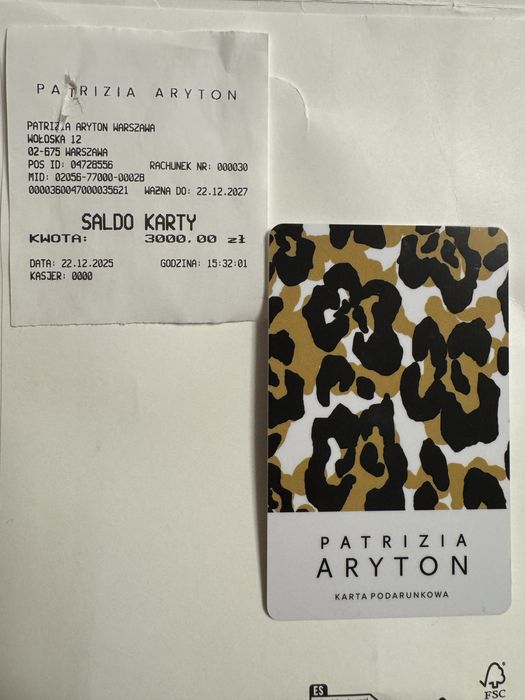 PATRIZIA ARYTON
PATRIZIA ARYTON WARSZAWA
WOŁOSKA 12
02-675 WARSZAWA
POS ID: 04728556 RACHUNEK NR: 000030
MID: 02056-77000-0002B
0000360047000035621 WAŻNA DO: 22.12.2027
SALDO KARTY
KWOTA: 3000.00 zł
DATA: 22.12.2025 GODZINA: 15:32:01
KASJER: 0000
PATRIZIA
ARYTON
KARTA PODARUNKOWA
ES
FSC